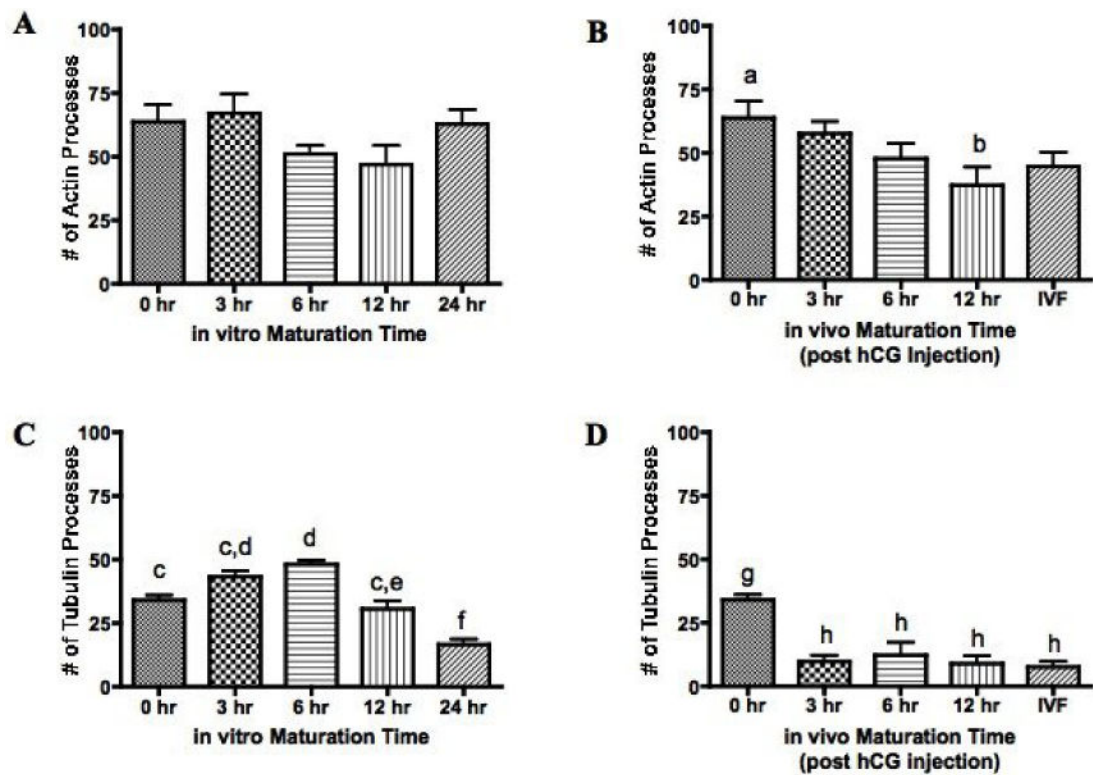 A
# of Actin Processes
100
75
50
25
0
0 hr 3 hr 6 hr 12 hr 24 hr
in vitro Maturation Time
B
# of Actin Processes
100
75
50
25
0
a
b
0 hr 3 hr 6 hr 12 hr IVF
in vivo Maturation Time
(post hCG Injection)
C
# of Tubulin Processes
100
75
50
25
0
c
c,d
d
c,e
f
0 hr 3 hr 6 hr 12 hr 24 hr
in vitro Maturation Time
D
# of Tubulin Processes
100
75
50
25
0
g
h
h
h
h
0 hr 3 hr 6 hr 12 hr IVF
in vivo Maturation Time
(post hCG injection)